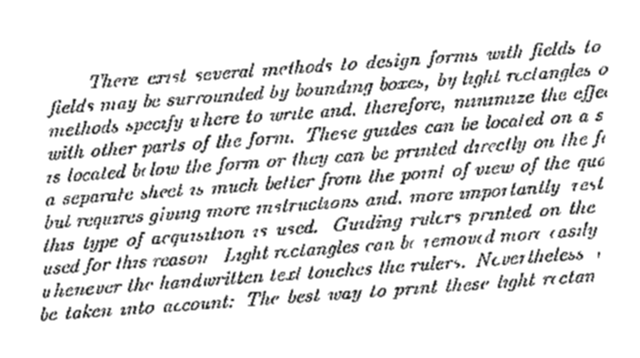 There exist several methods to design forms with fields to
fields may be surrounded by bounding boxes, by light rectangles o
methods specify where to write and, therefore, minimize the effe
with other parts of the form. These guides can be located on a s
is located below the form or they can be printed directly on the fo
a separate sheet is much better from the point of view of the qua
but requires giving more instructions and, more importantly rest
this type of acquisition is used. Guiding rulers printed on the
used for this reason Light rectangles can be removed more easily
whenever the handwritten text touches the rulers. Nevertheless
be taken into account: The best way to print these light rectan